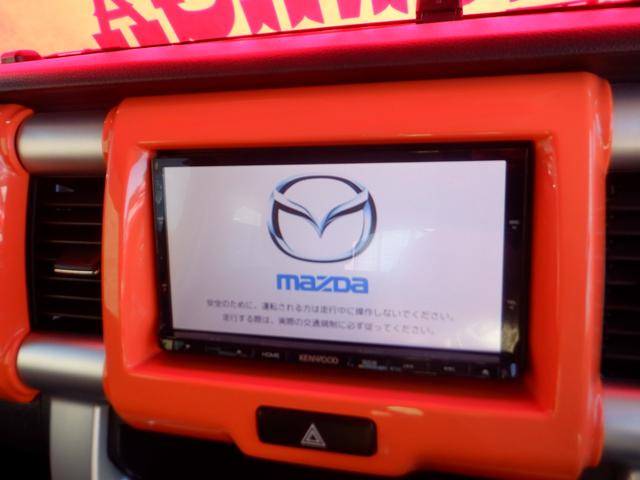 mazda
安全のために、運転される方は走行中に操作しないでください。
走行する際は、実際の交通規制に必ず従ってください。
HOME KENWOOD